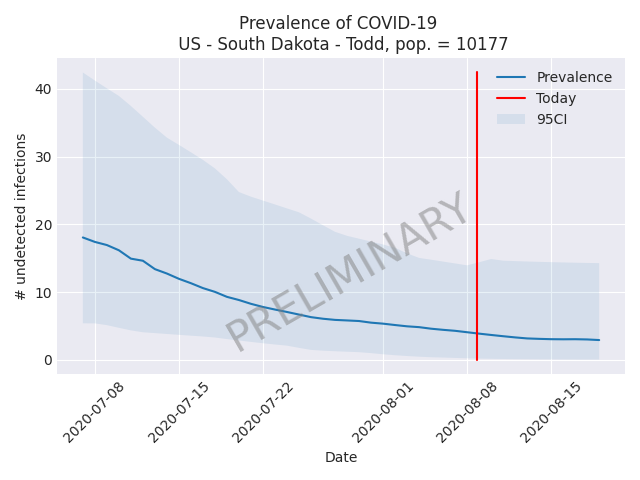 Prevalence of COVID-19
US - South Dakota - Todd, pop. = 10177
# undetected infections
40
30
20
10
0
Prevalence
Today
95CI
PRELIMINARY
2020-07-08
2020-07-15
2020-07-22
2020-08-01
2020-08-08
2020-08-15
Date